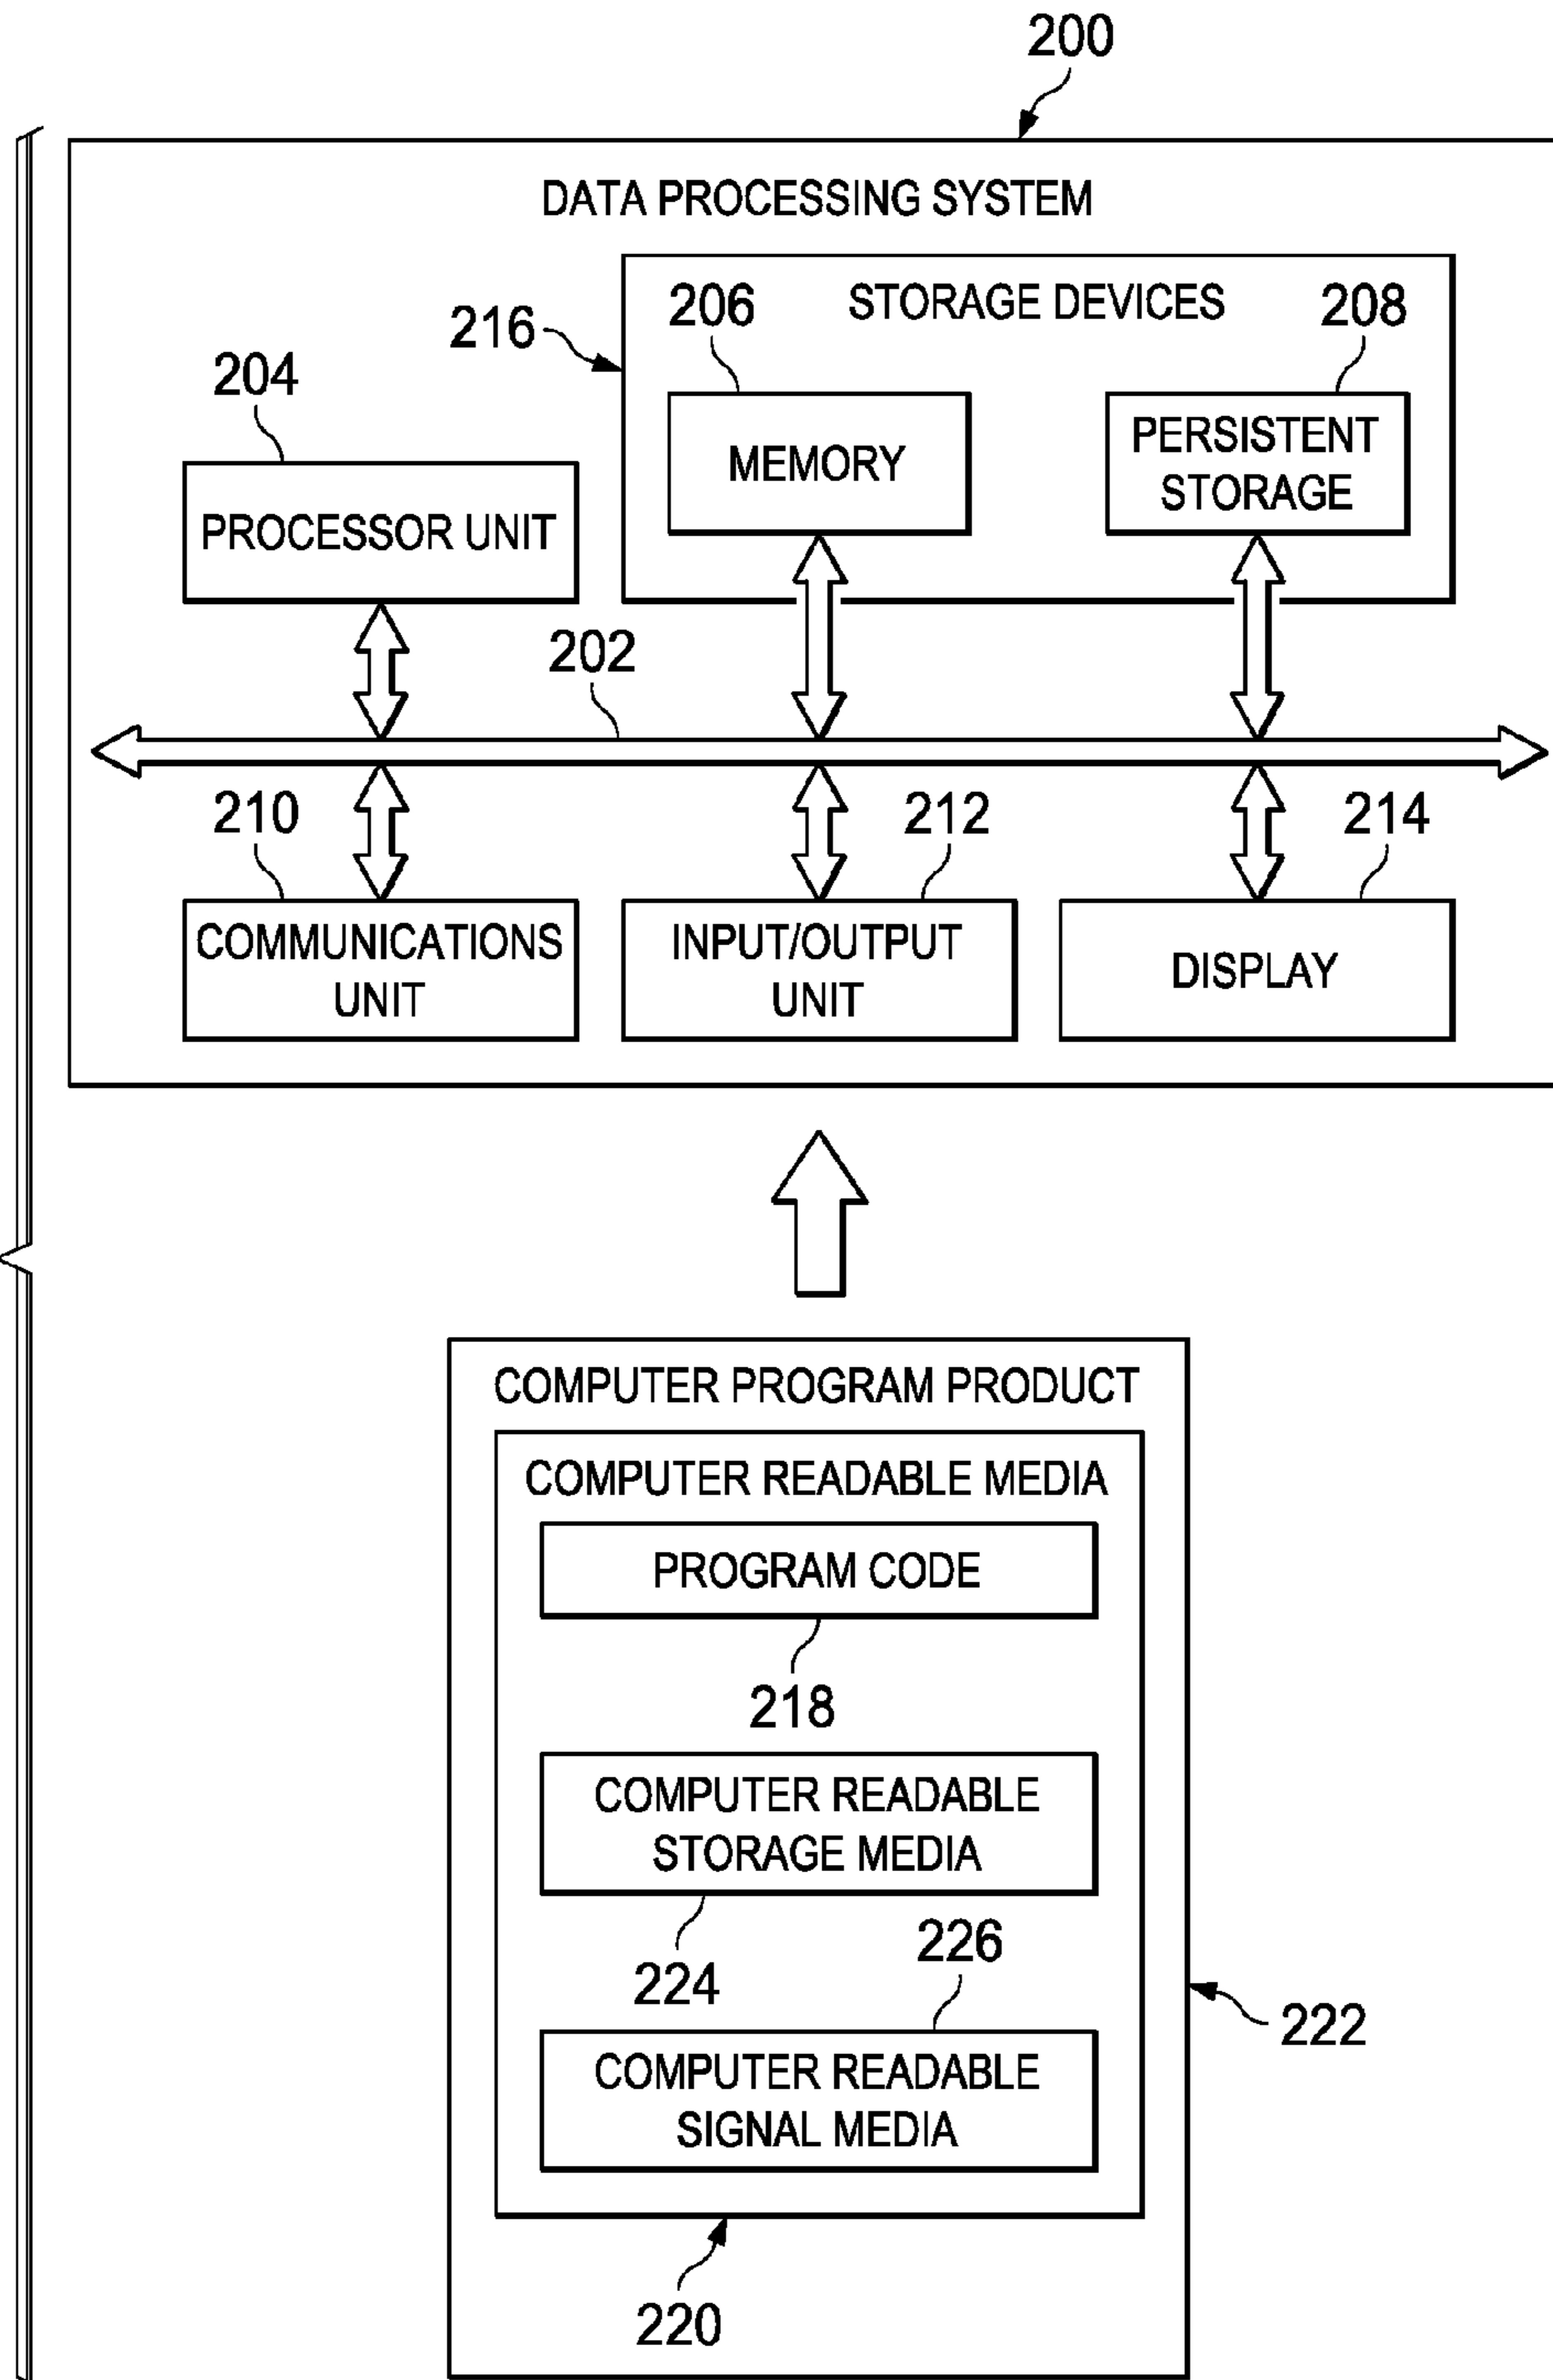 200
DATA PROCESSING SYSTEM
206
STORAGE DEVICES
208
216
204
MEMORY
PERSISTENT
STORAGE
PROCESSOR UNIT
202
210
212
214
COMMUNICATIONS
UNIT
INPUT/OUTPUT
UNIT
DISPLAY
COMPUTER PROGRAM PRODUCT
COMPUTER READABLE MEDIA
PROGRAM CODE
218
COMPUTER READABLE
STORAGE MEDIA
224
226
222
COMPUTER READABLE
SIGNAL MEDIA
220